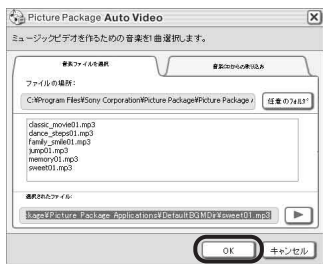 Picture Package Auto Video
ミュージックビデオを作るための音楽を1曲選択します。
音楽ファイルを選択
音楽CDからの取り込み
ファイルの場所:
C:¥Program Files¥Sony Corporation¥Picture Package¥Picture Package A
任意のフォルダ
classic_movie01.mp3
dance_steps01.mp3
family_smile01.mp3
jump01.mp3
memory01.mp3
sweet01.mp3
選択されたファイル:
kage¥Picture Package Applications¥DefaultBGMDir¥sweet01.mp3
OK
キャンセル